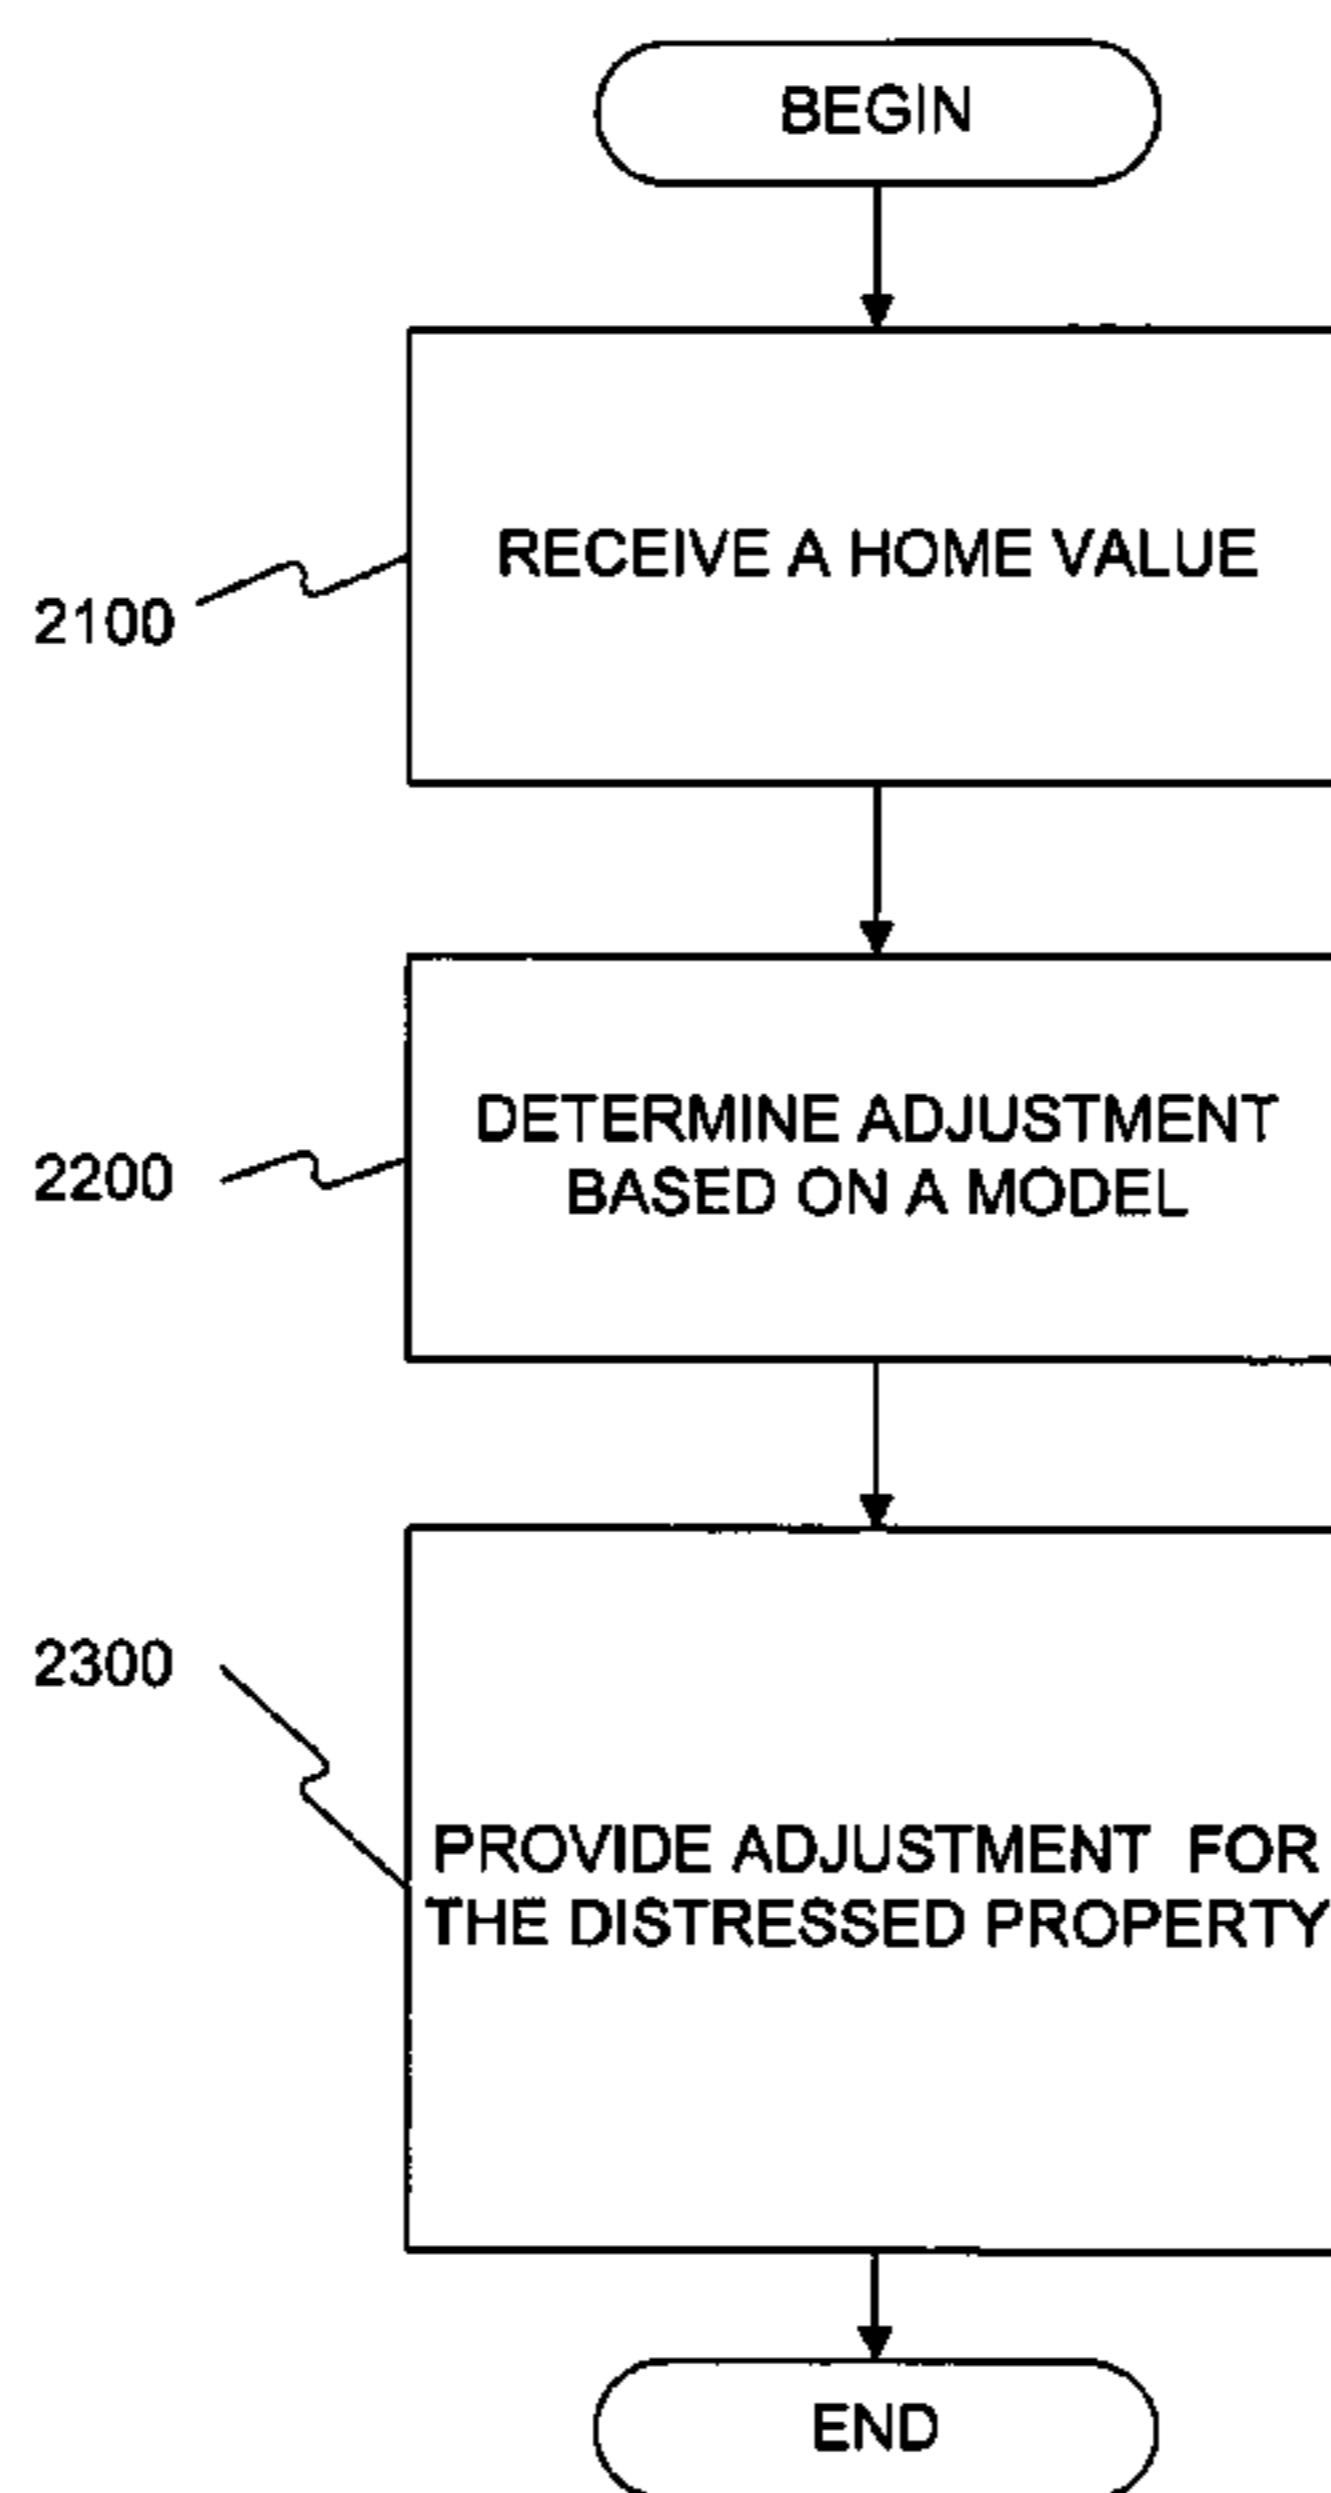 BEGIN
RECEIVE A HOME VALUE
2100
DETERMINE ADJUSTMENT
BASED ON A MODEL
2200
2300
PROVIDE ADJUSTMENT FOR
THE DISTRESSED PROPERTY
END